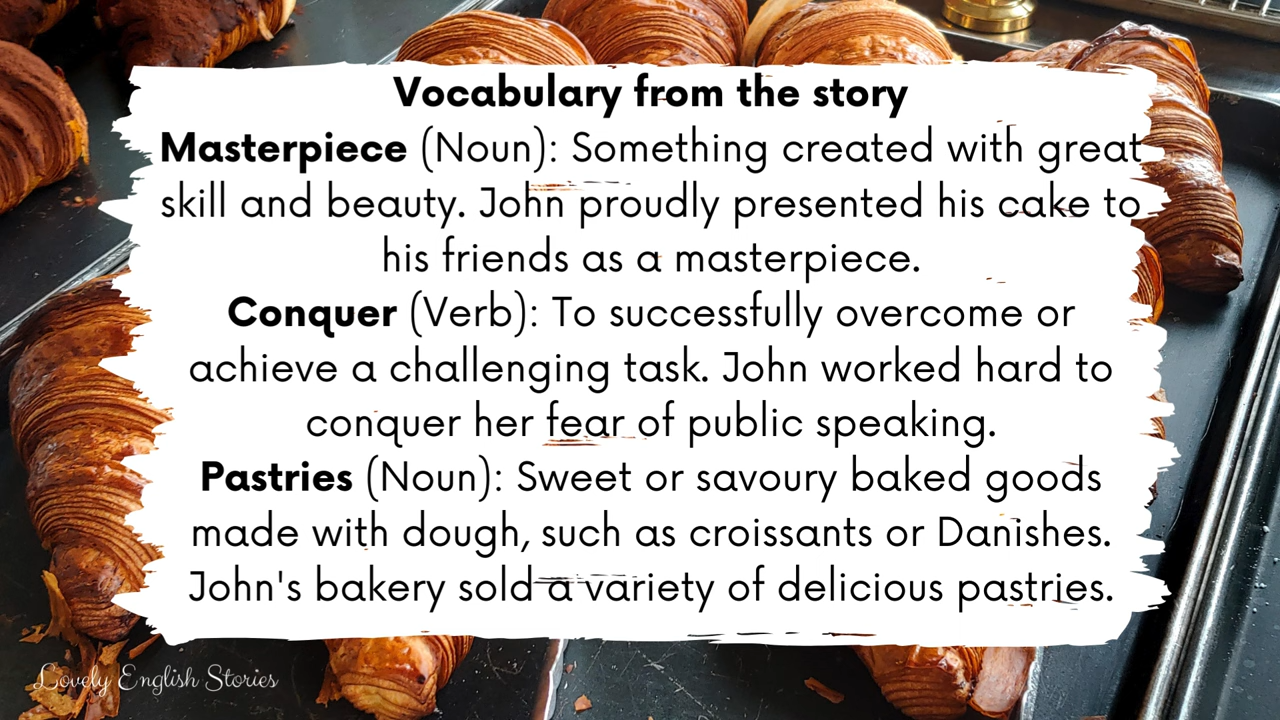 Vocabulary from the story
Masterpiece (Noun): Something created with great
skill and beauty. John proudly presented his cake to
his friends as a masterpiece.
Conquer (Verb): To successfully overcome or
achieve a challenging task. John worked hard to
conquer her fear of public speaking.
Pastries (Noun): Sweet or savoury baked goods
made with dough, such as croissants or Danishes.
John's bakery sold a variety of delicious pastries.
Lovely English Stories